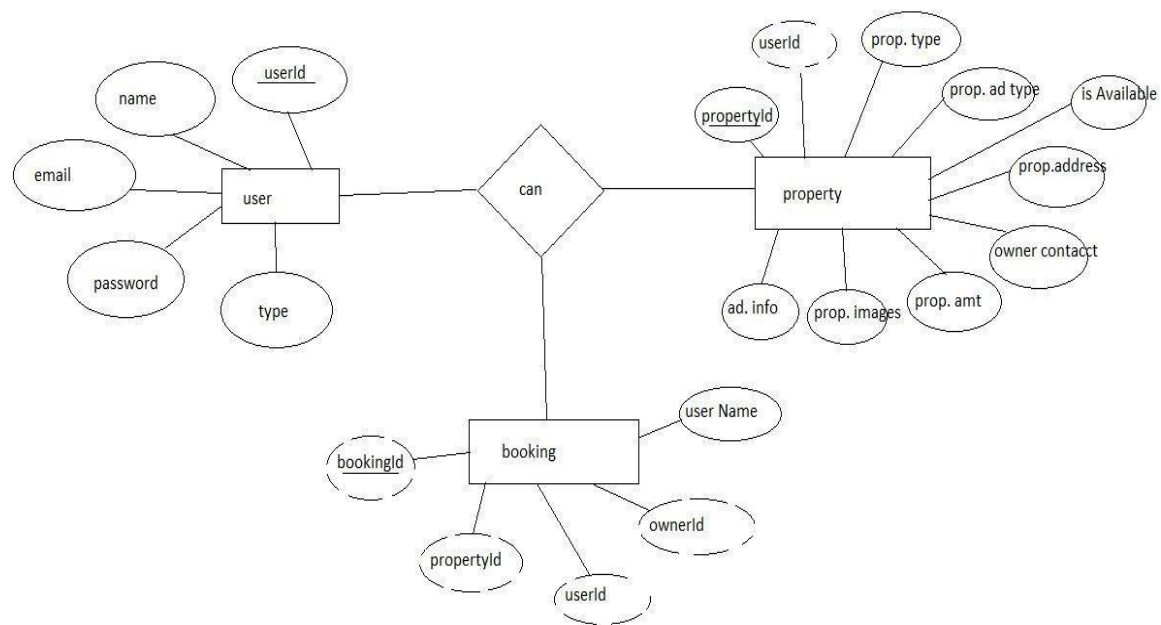 userId
name
email
user
password
type
can
userId
prop. type
prop. ad type
is Available
propertyId
prop.address
property
owner contacct
ad. info
prop. images
prop. amt
user Name
booking
bookingId
ownerId
propertyId
userId